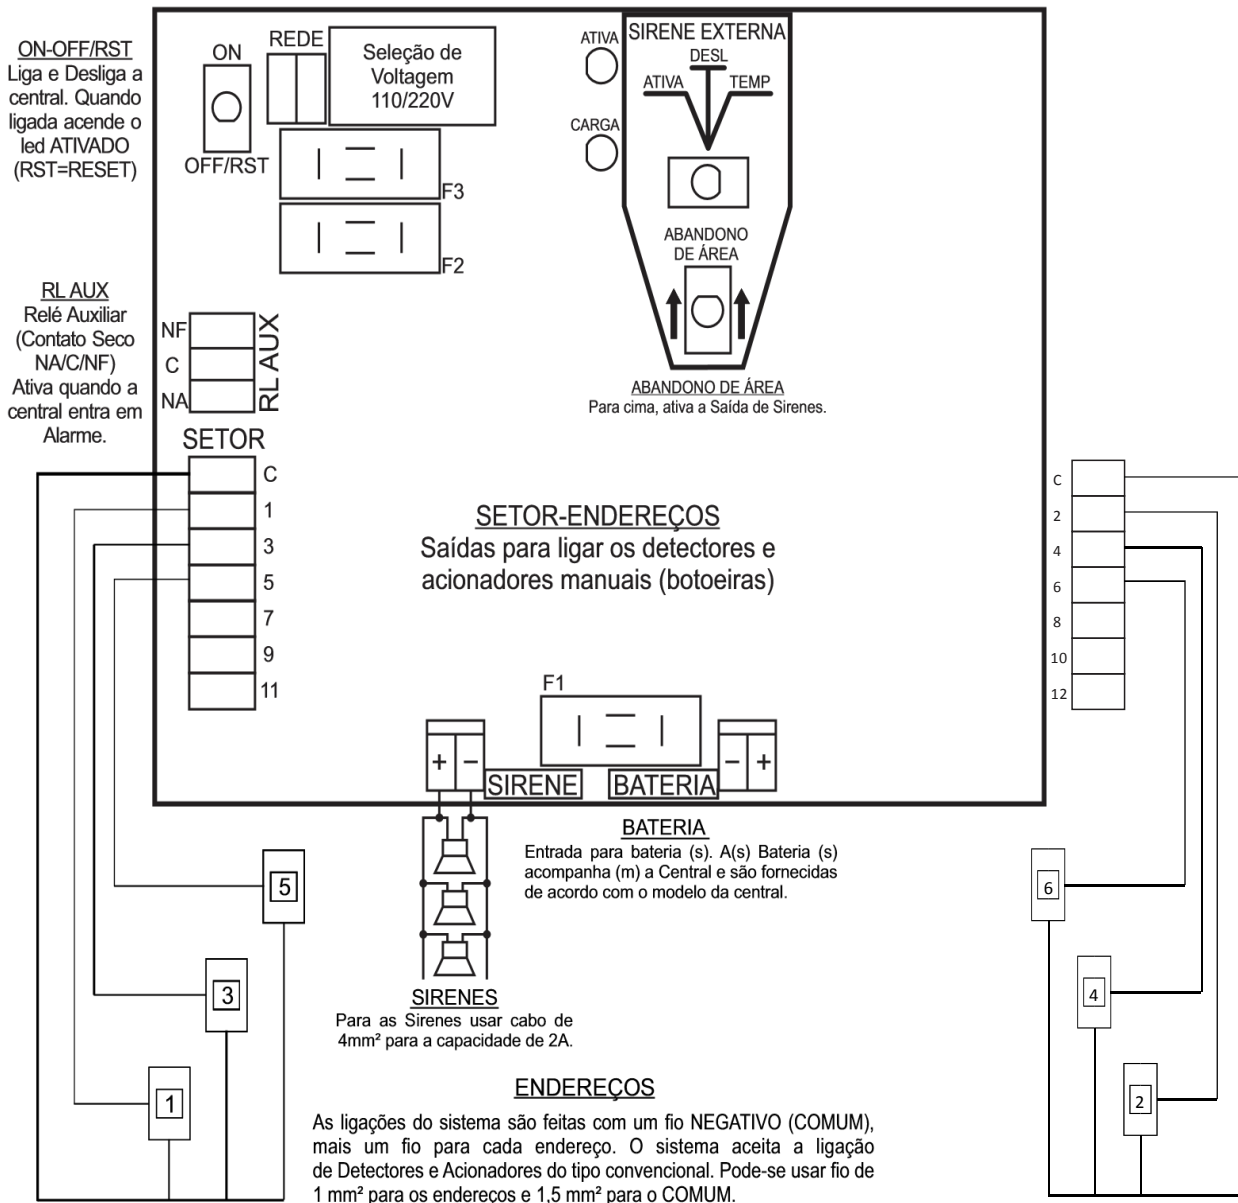 ON-OFF/RST
Liga e Desliga a
central. Quando
ligada acende o
led ATIVADO
(RST=RESET)
ON
OFF/RST
REDE
Seleção de
Voltagem
110/220V
F3
F2
ATIVA
CARGA
SIRENE EXTERNA
DESL
ATIVA
TEMP
ABANDONO
DE ÁREA
ABANDONO DE ÁREA
Para cima, ativa a Saída de Sirenes.
RL AUX
Relé Auxiliar
(Contato Seco
NA/C/NF)
Ativa quando a
central entra em
Alarme.
NF
C
NA
RL AUX
SETOR
C
1
3
5
7
9
11
SETOR-ENDEREÇOS
Saídas para ligar os detectores e
acionadores manuais (botoeiras)
C
2
4
6
8
10
12
F1
+ −
SIRENE
BATERIA
− +
BATERIA
Entrada para bateria (s). A(s) Bateria (s)
acompanha (m) a Central e são fornecidas
de acordo com o modelo da central.
SIRENES
Para as Sirenes usar cabo de
4mm² para a capacidade de 2A.
5
3
1
6
4
2
ENDEREÇOS
As ligações do sistema são feitas com um fio NEGATIVO (COMUM),
mais um fio para cada endereço. O sistema aceita a ligação
de Detectores e Acionadores do tipo convencional. Pode-se usar fio de
1 mm² para os endereços e 1,5 mm² para o COMUM.